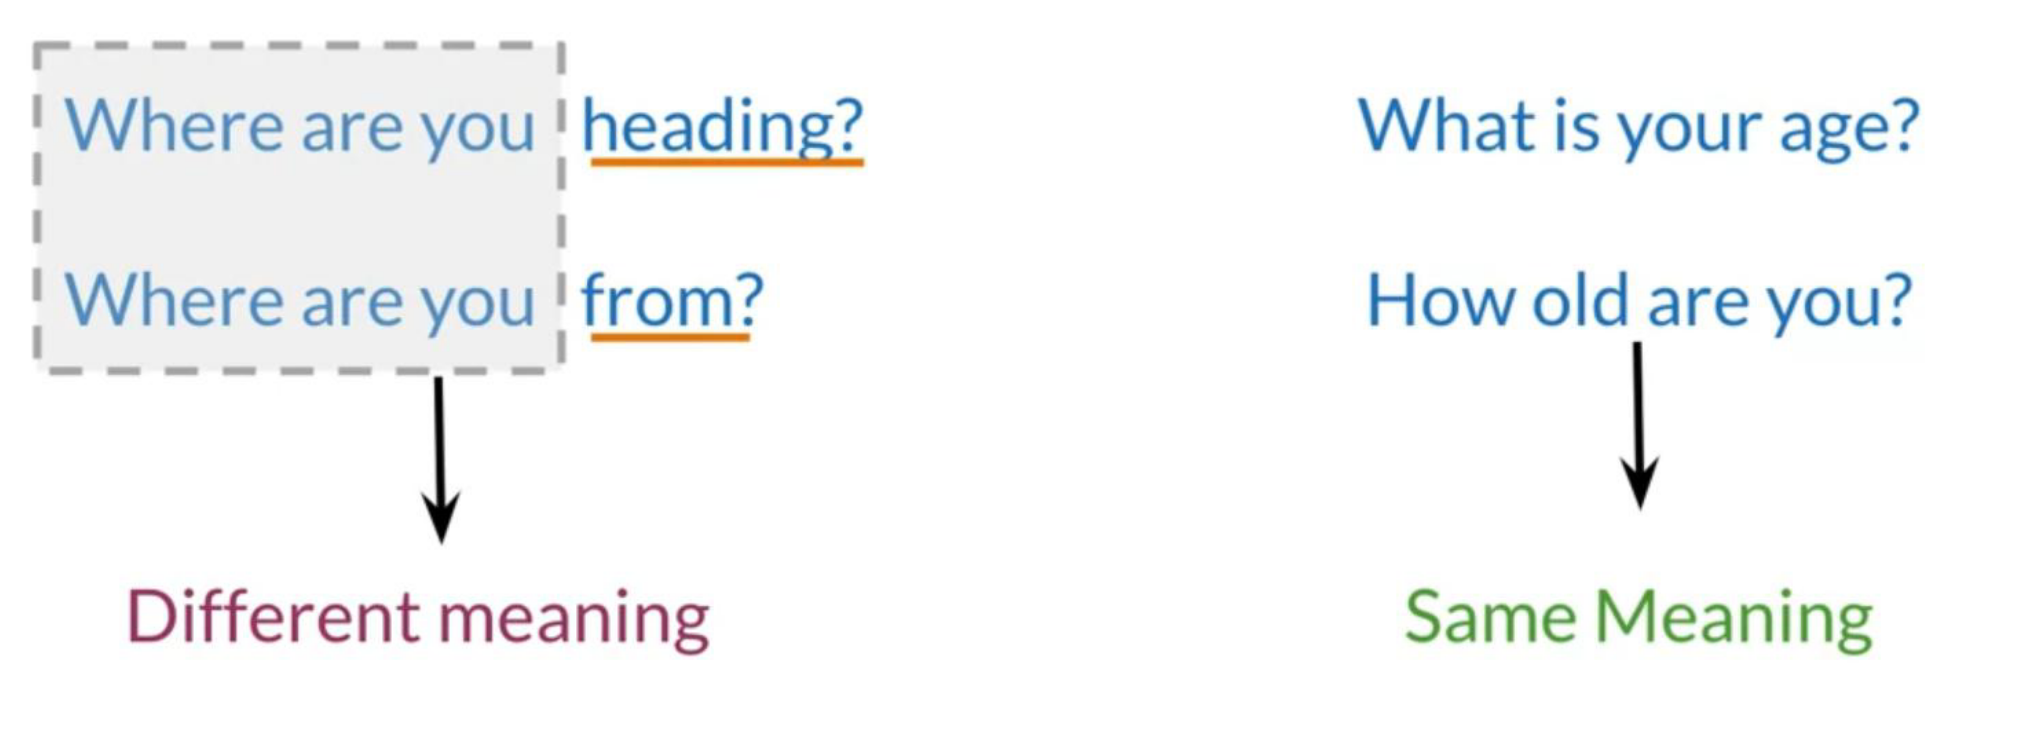 Where are you heading?
Where are you from?
Different meaning
What is your age?
How old are you?
Same Meaning